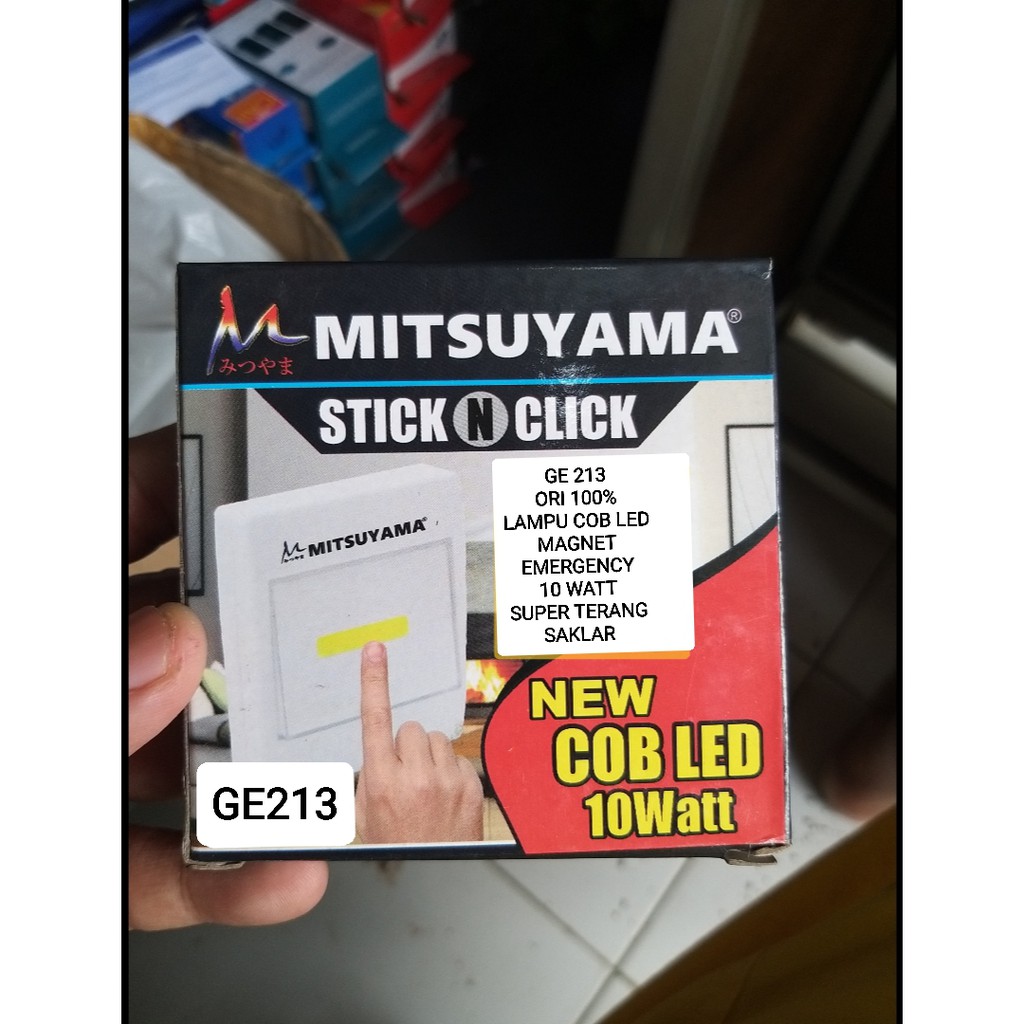 MITSUYAMA®
みつやま
STICK N CLICK
MITSUYAMA®
GE 213
ORI 100%
LAMPU COB LED
MAGNET
EMERGENCY
10 WATT
SUPER TERANG
SAKLAR
NEW
COB LED
10Watt
GE213